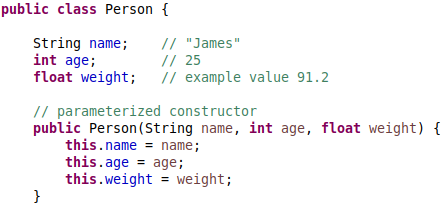 public class Person {
String name;    // "James"
int age;        // 25
float weight;   // example value 91.2
// parameterized constructor
public Person(String name, int age, float weight) {
this.name = name;
this.age = age;
this.weight = weight;
}